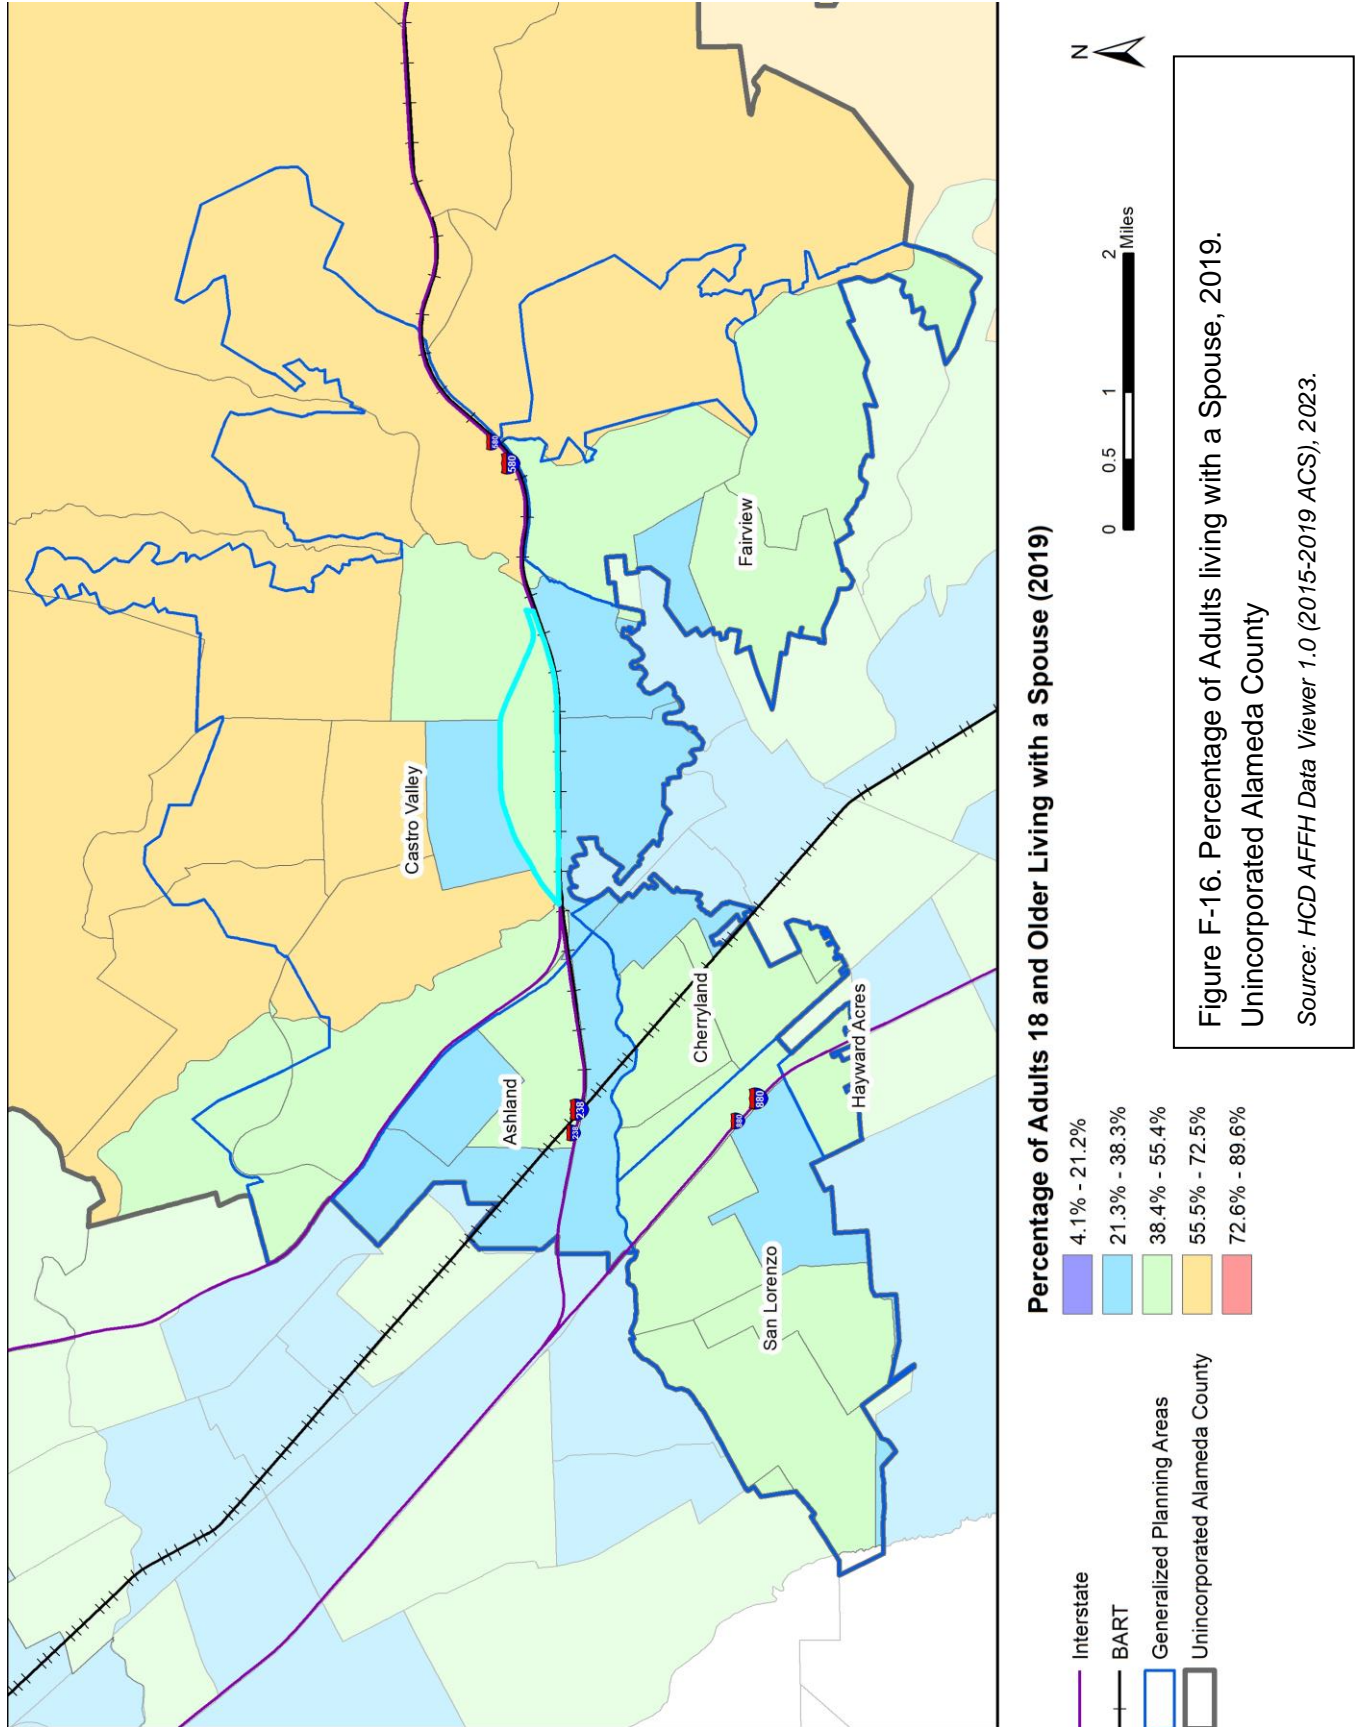 Castro Valley
Ashland
Cherryland
Fairview
Hayward Acres
San Lorenzo
580
580
238
238
880
880
N
0 0.5 1 2
Miles
Percentage of Adults 18 and Older Living with a Spouse (2019)
Interstate
BART
Generalized Planning Areas
Unincorporated Alameda County
4.1% - 21.2%
21.3% - 38.3%
38.4% - 55.4%
55.5% - 72.5%
72.6% - 89.6%
Figure F-16. Percentage of Adults living with a Spouse, 2019.
Unincorporated Alameda County
Source: HCD AFFH Data Viewer 1.0 (2015-2019 ACS), 2023.